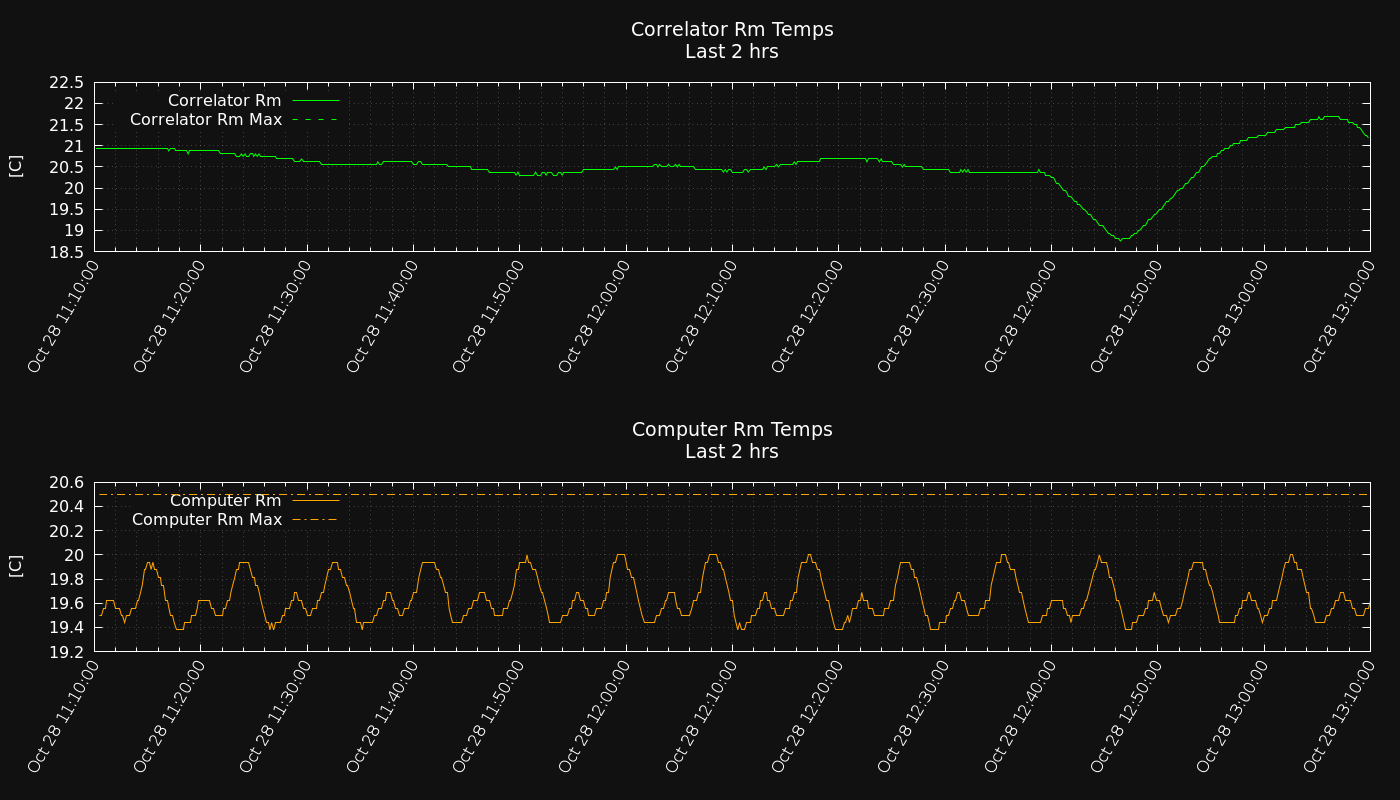 Correlator Rm Temps
Last 2 hrs
22.5
22
21.5
21
20.5
20
19.5
19
18.5
[C]
Correlator Rm
Correlator Rm Max
Oct 28 11:10:00
Oct 28 11:20:00
Oct 28 11:30:00
Oct 28 11:40:00
Oct 28 11:50:00
Oct 28 12:00:00
Oct 28 12:10:00
Oct 28 12:20:00
Oct 28 12:30:00
Oct 28 12:40:00
Oct 28 12:50:00
Oct 28 13:00:00
Oct 28 13:10:00
Computer Rm Temps
Last 2 hrs
20.6
20.4
20.2
20
19.8
19.6
19.4
19.2
[C]
Computer Rm
Computer Rm Max
Oct 28 11:10:00
Oct 28 11:20:00
Oct 28 11:30:00
Oct 28 11:40:00
Oct 28 11:50:00
Oct 28 12:00:00
Oct 28 12:10:00
Oct 28 12:20:00
Oct 28 12:30:00
Oct 28 12:40:00
Oct 28 12:50:00
Oct 28 13:00:00
Oct 28 13:10:00